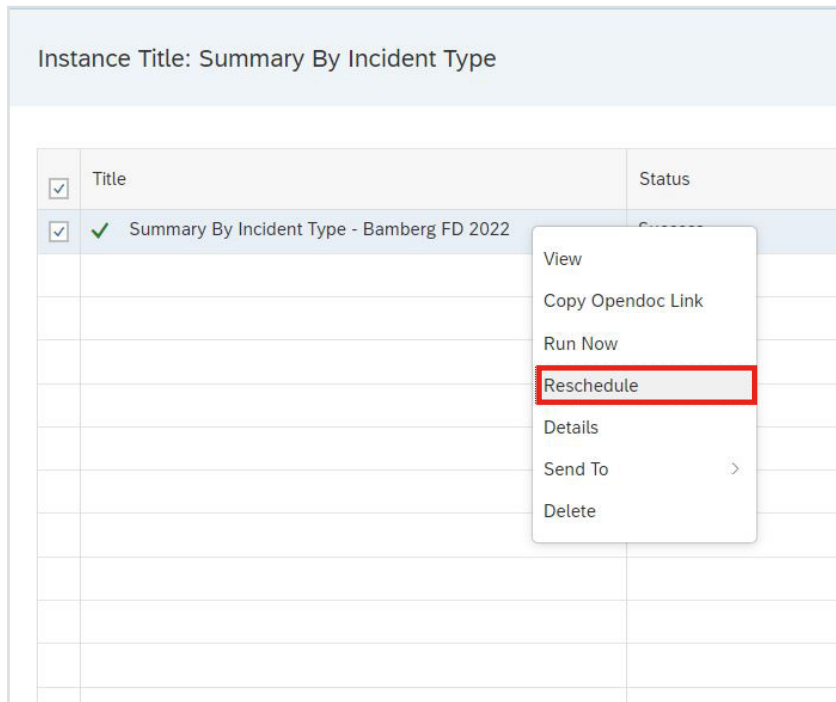 Instance Title: Summary By Incident Type
Title
Status
Summary By Incident Type - Bamberg FD 2022
View
Copy Opendoc Link
Run Now
Reschedule
Details
Send To
Delete